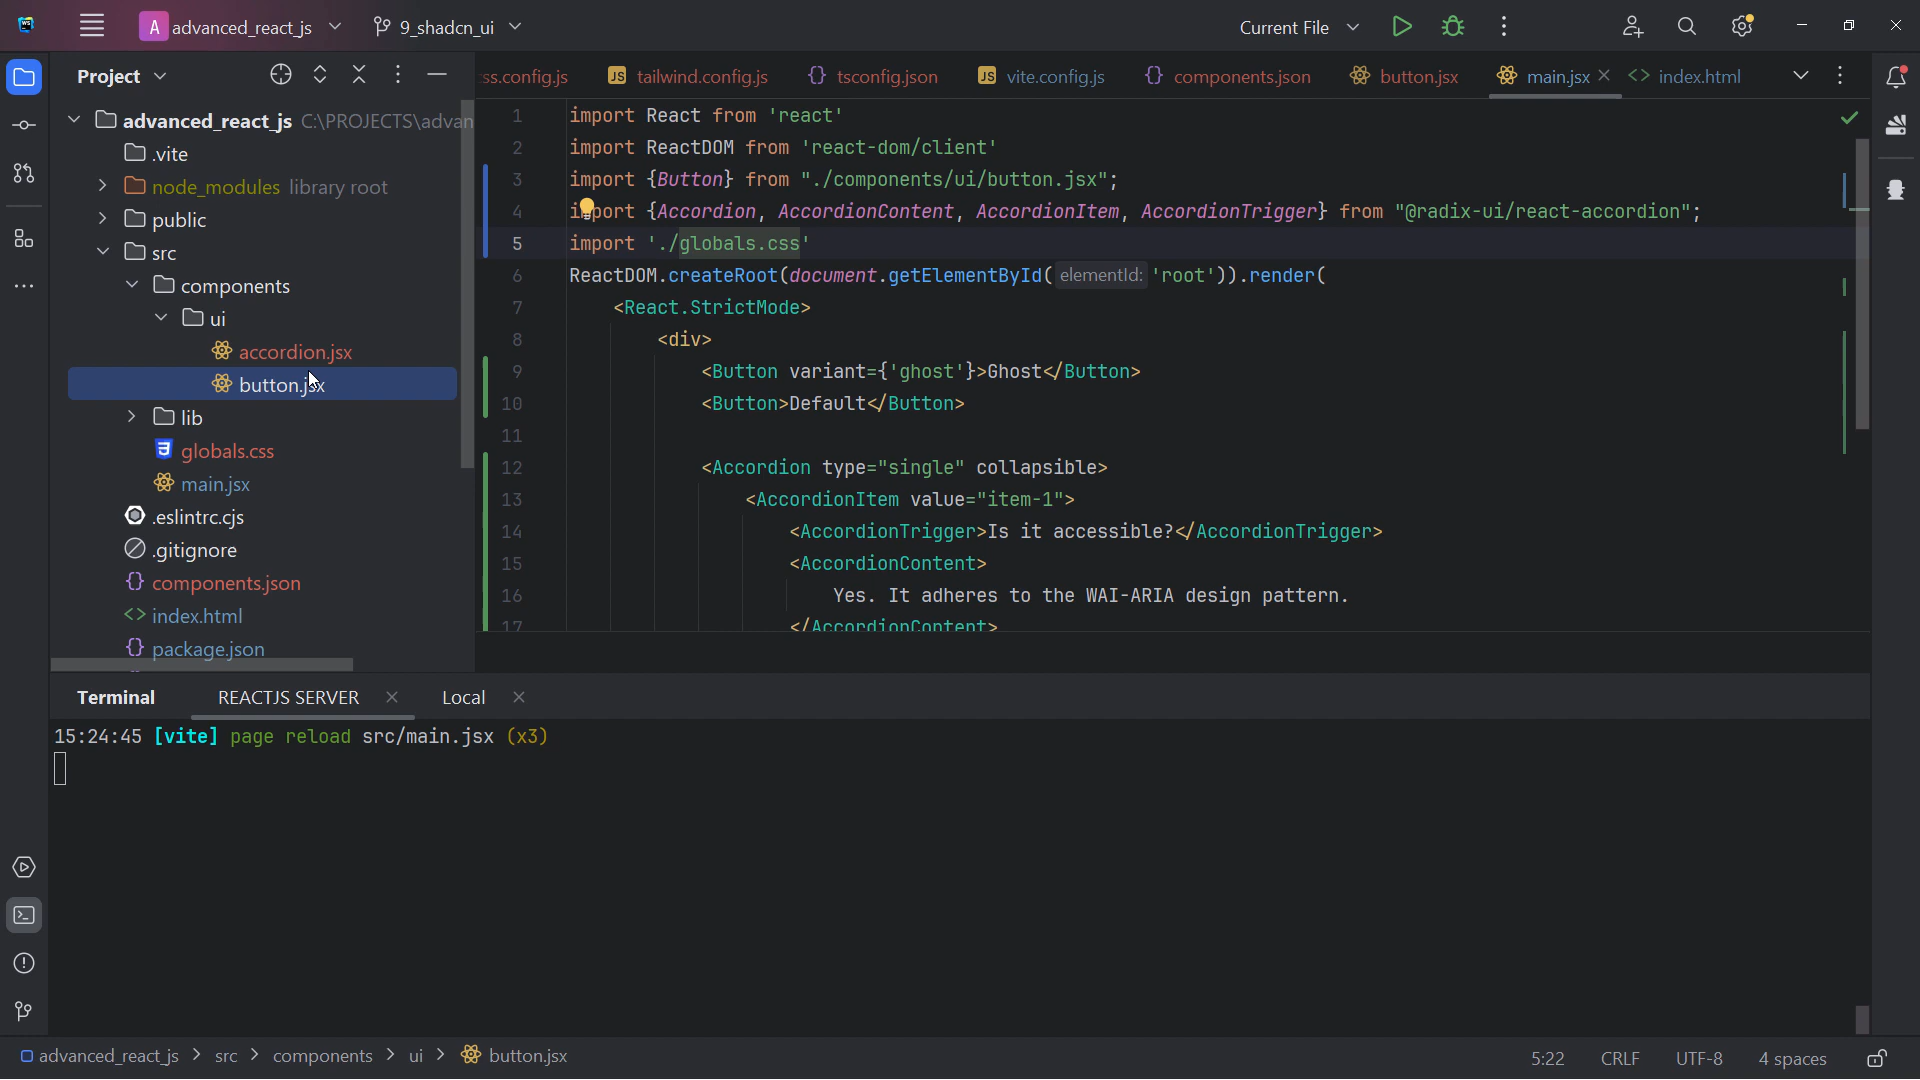 WS
A advanced_react_js
9_shadcn_ui
Current File
Project
ss.config.js
JS tailwind.config.js
{} tsconfig.json
JS vite.config.js
{} components.json
button.jsx
main.jsx
<> index.html
advanced_react_js C:\PROJECTS\advan
.vite
node_modules library root
public
src
components
ui
accordion.jsx
button.jsx
lib
globals.css
main.jsx
.eslintrc.cjs
.gitignore
{} components.json
<> index.html
{} package.json
1 import React from 'react'
2 import ReactDOM from 'react-dom/client'
3 import {Button} from "./components/ui/button.jsx";
4 import {Accordion, AccordionContent, AccordionItem, AccordionTrigger} from "@radix-ui/react-accordion";
5 import './globals.css'
6 ReactDOM.createRoot(document.getElementById( elementId: 'root')).render(
7 <React.StrictMode>
8 <div>
9 <Button variant={'ghost'}>Ghost</Button>
10 <Button>Default</Button>
11
12 <Accordion type="single" collapsible>
13 <AccordionItem value="item-1">
14 <AccordionTrigger>Is it accessible?</AccordionTrigger>
15 <AccordionContent>
16 Yes. It adheres to the WAI-ARIA design pattern.
17 </AccordionContent>
Terminal
REACTJS SERVER
Local
15:24:45 [vite] page reload src/main.jsx (x3)
advanced_react_js > src > components > ui > button.jsx
5:22
CRLF
UTF-8
4 spaces